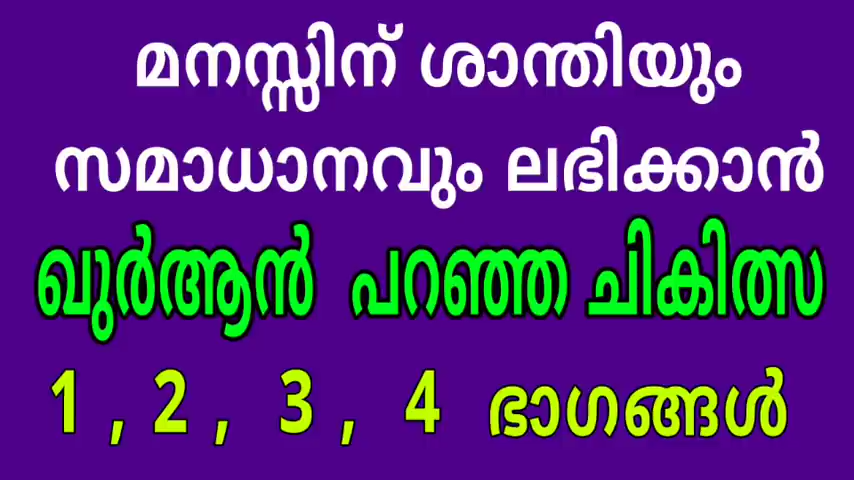 മനസ്സിന് ശാന്തിയും
സമാധാനവും ലഭിക്കാൻ
ഖുർആൻ പറഞ്ഞ ചികിത്സ
1 , 2 , 3 , 4 ഭാഗങ്ങൾ